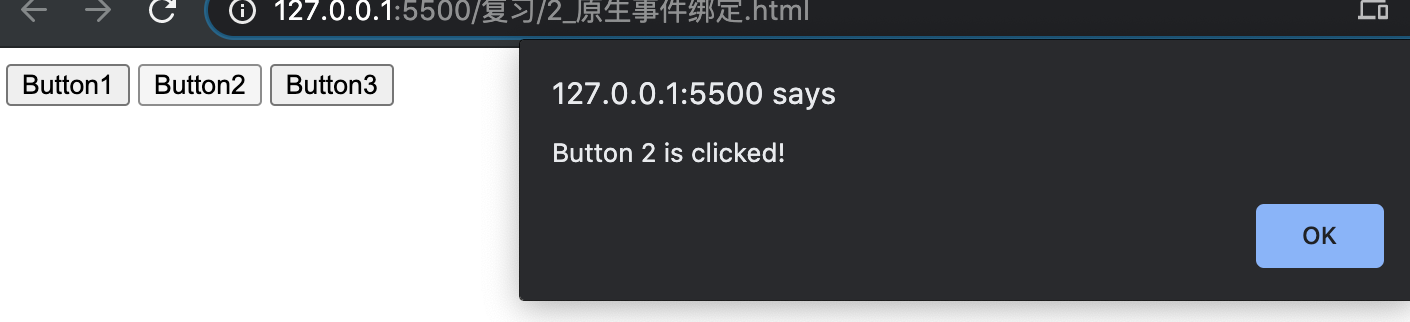 127.0.0.1:5500/复习/2_原生事件绑定.html
Button1 Button2 Button3
127.0.0.1:5500 says
Button 2 is clicked!
OK